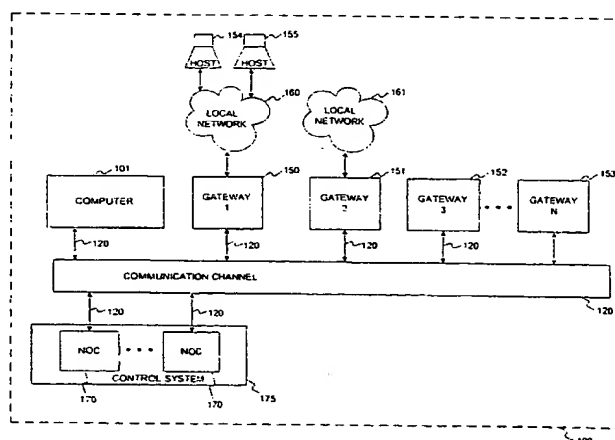 154
155
HOST
HOST
160
161
LOCAL
NETWORK
LOCAL
NETWORK
101
150
151
152
153
COMPUTER
GATEWAY
1
GATEWAY
2
GATEWAY
3
GATEWAY
N
120
120
120
120
COMMUNICATION CHANNEL
120
120
120
NOC
NOC
CONTROL SYSTEM
170
170
175
100